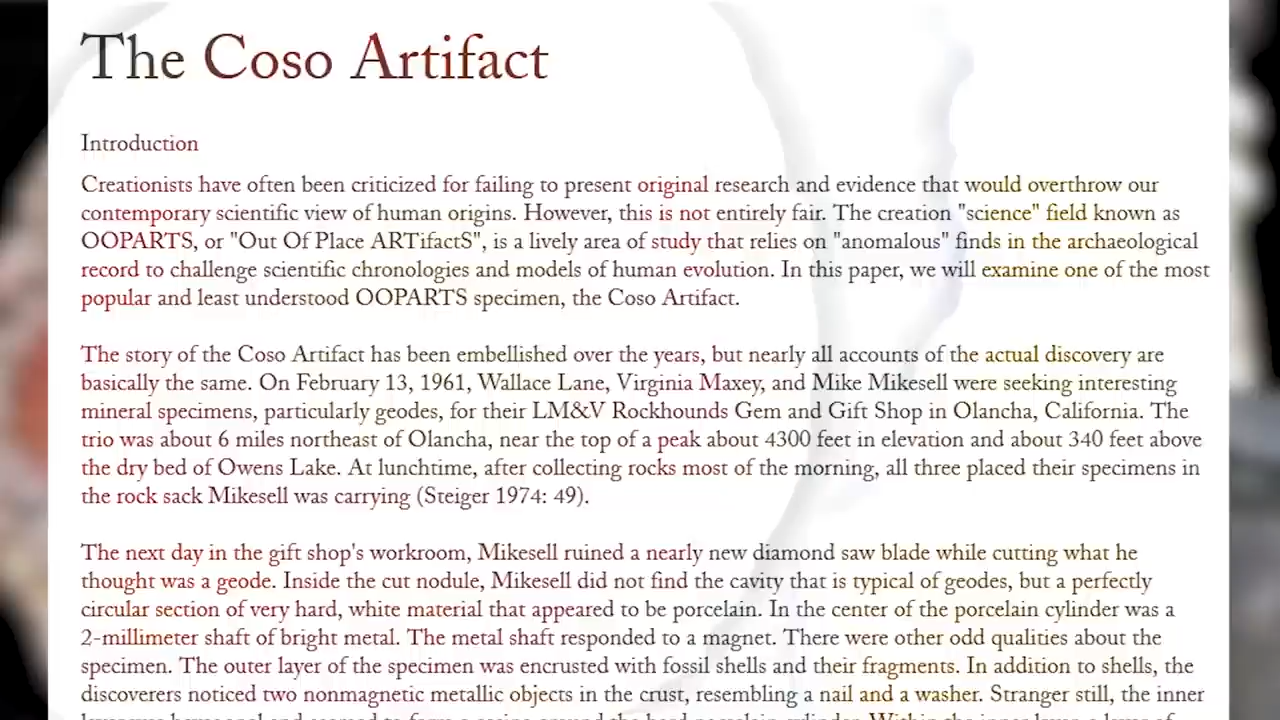 The Coso Artifact
Introduction
Creationists have often been criticized for failing to present original research and evidence that would overthrow our
contemporary scientific view of human origins. However, this is not entirely fair. The creation "science" field known as
OOPARTS, or "Out Of Place ARTifactS", is a lively area of study that relies on "anomalous" finds in the archaeological
record to challenge scientific chronologies and models of human evolution. In this paper, we will examine one of the most
popular and least understood OOPARTS specimen, the Coso Artifact.
The story of the Coso Artifact has been embellished over the years, but nearly all accounts of the actual discovery are
basically the same. On February 13, 1961, Wallace Lane, Virginia Maxey, and Mike Mikesell were seeking interesting
mineral specimens, particularly geodes, for their LM&V Rockhounds Gem and Gift Shop in Olancha, California. The
trio was about 6 miles northeast of Olancha, near the top of a peak about 4300 feet in elevation and about 340 feet above
the dry bed of Owens Lake. At lunchtime, after collecting rocks most of the morning, all three placed their specimens in
the rock sack Mikesell was carrying (Steiger 1974: 49).
The next day in the gift shop's workroom, Mikesell ruined a nearly new diamond saw blade while cutting what he
thought was a geode. Inside the cut nodule, Mikesell did not find the cavity that is typical of geodes, but a perfectly
circular section of very hard, white material that appeared to be porcelain. In the center of the porcelain cylinder was a
2-millimeter shaft of bright metal. The metal shaft responded to a magnet. There were other odd qualities about the
specimen. The outer layer of the specimen was encrusted with fossil shells and their fragments. In addition to shells, the
discoverers noticed two nonmagnetic metallic objects in the crust, resembling a nail and a washer. Stranger still, the inner